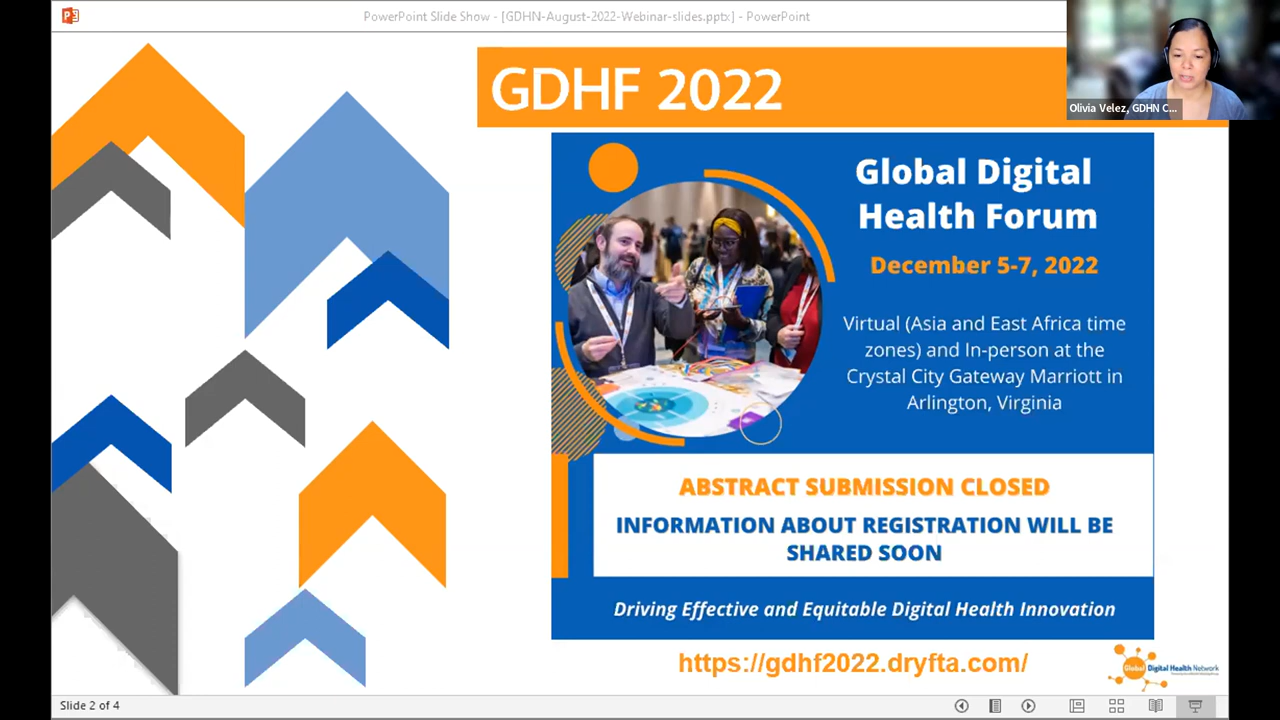 PowerPoint Slide Show - [GDHN-August-2022-Webinar-slides.pptx] - PowerPoint
Olivia Velez, GDHN C...
GDHF 2022
Global Digital
Health Forum
December 5-7, 2022
Virtual (Asia and East Africa time
zones) and In-person at the
Crystal City Gateway Marriott in
Arlington, Virginia
ABSTRACT SUBMISSION CLOSED
INFORMATION ABOUT REGISTRATION WILL BE
SHARED SOON
Driving Effective and Equitable Digital Health Innovation
https://gdhf2022.dryfta.com/
Global Digital Health Network
Slide 2 of 4